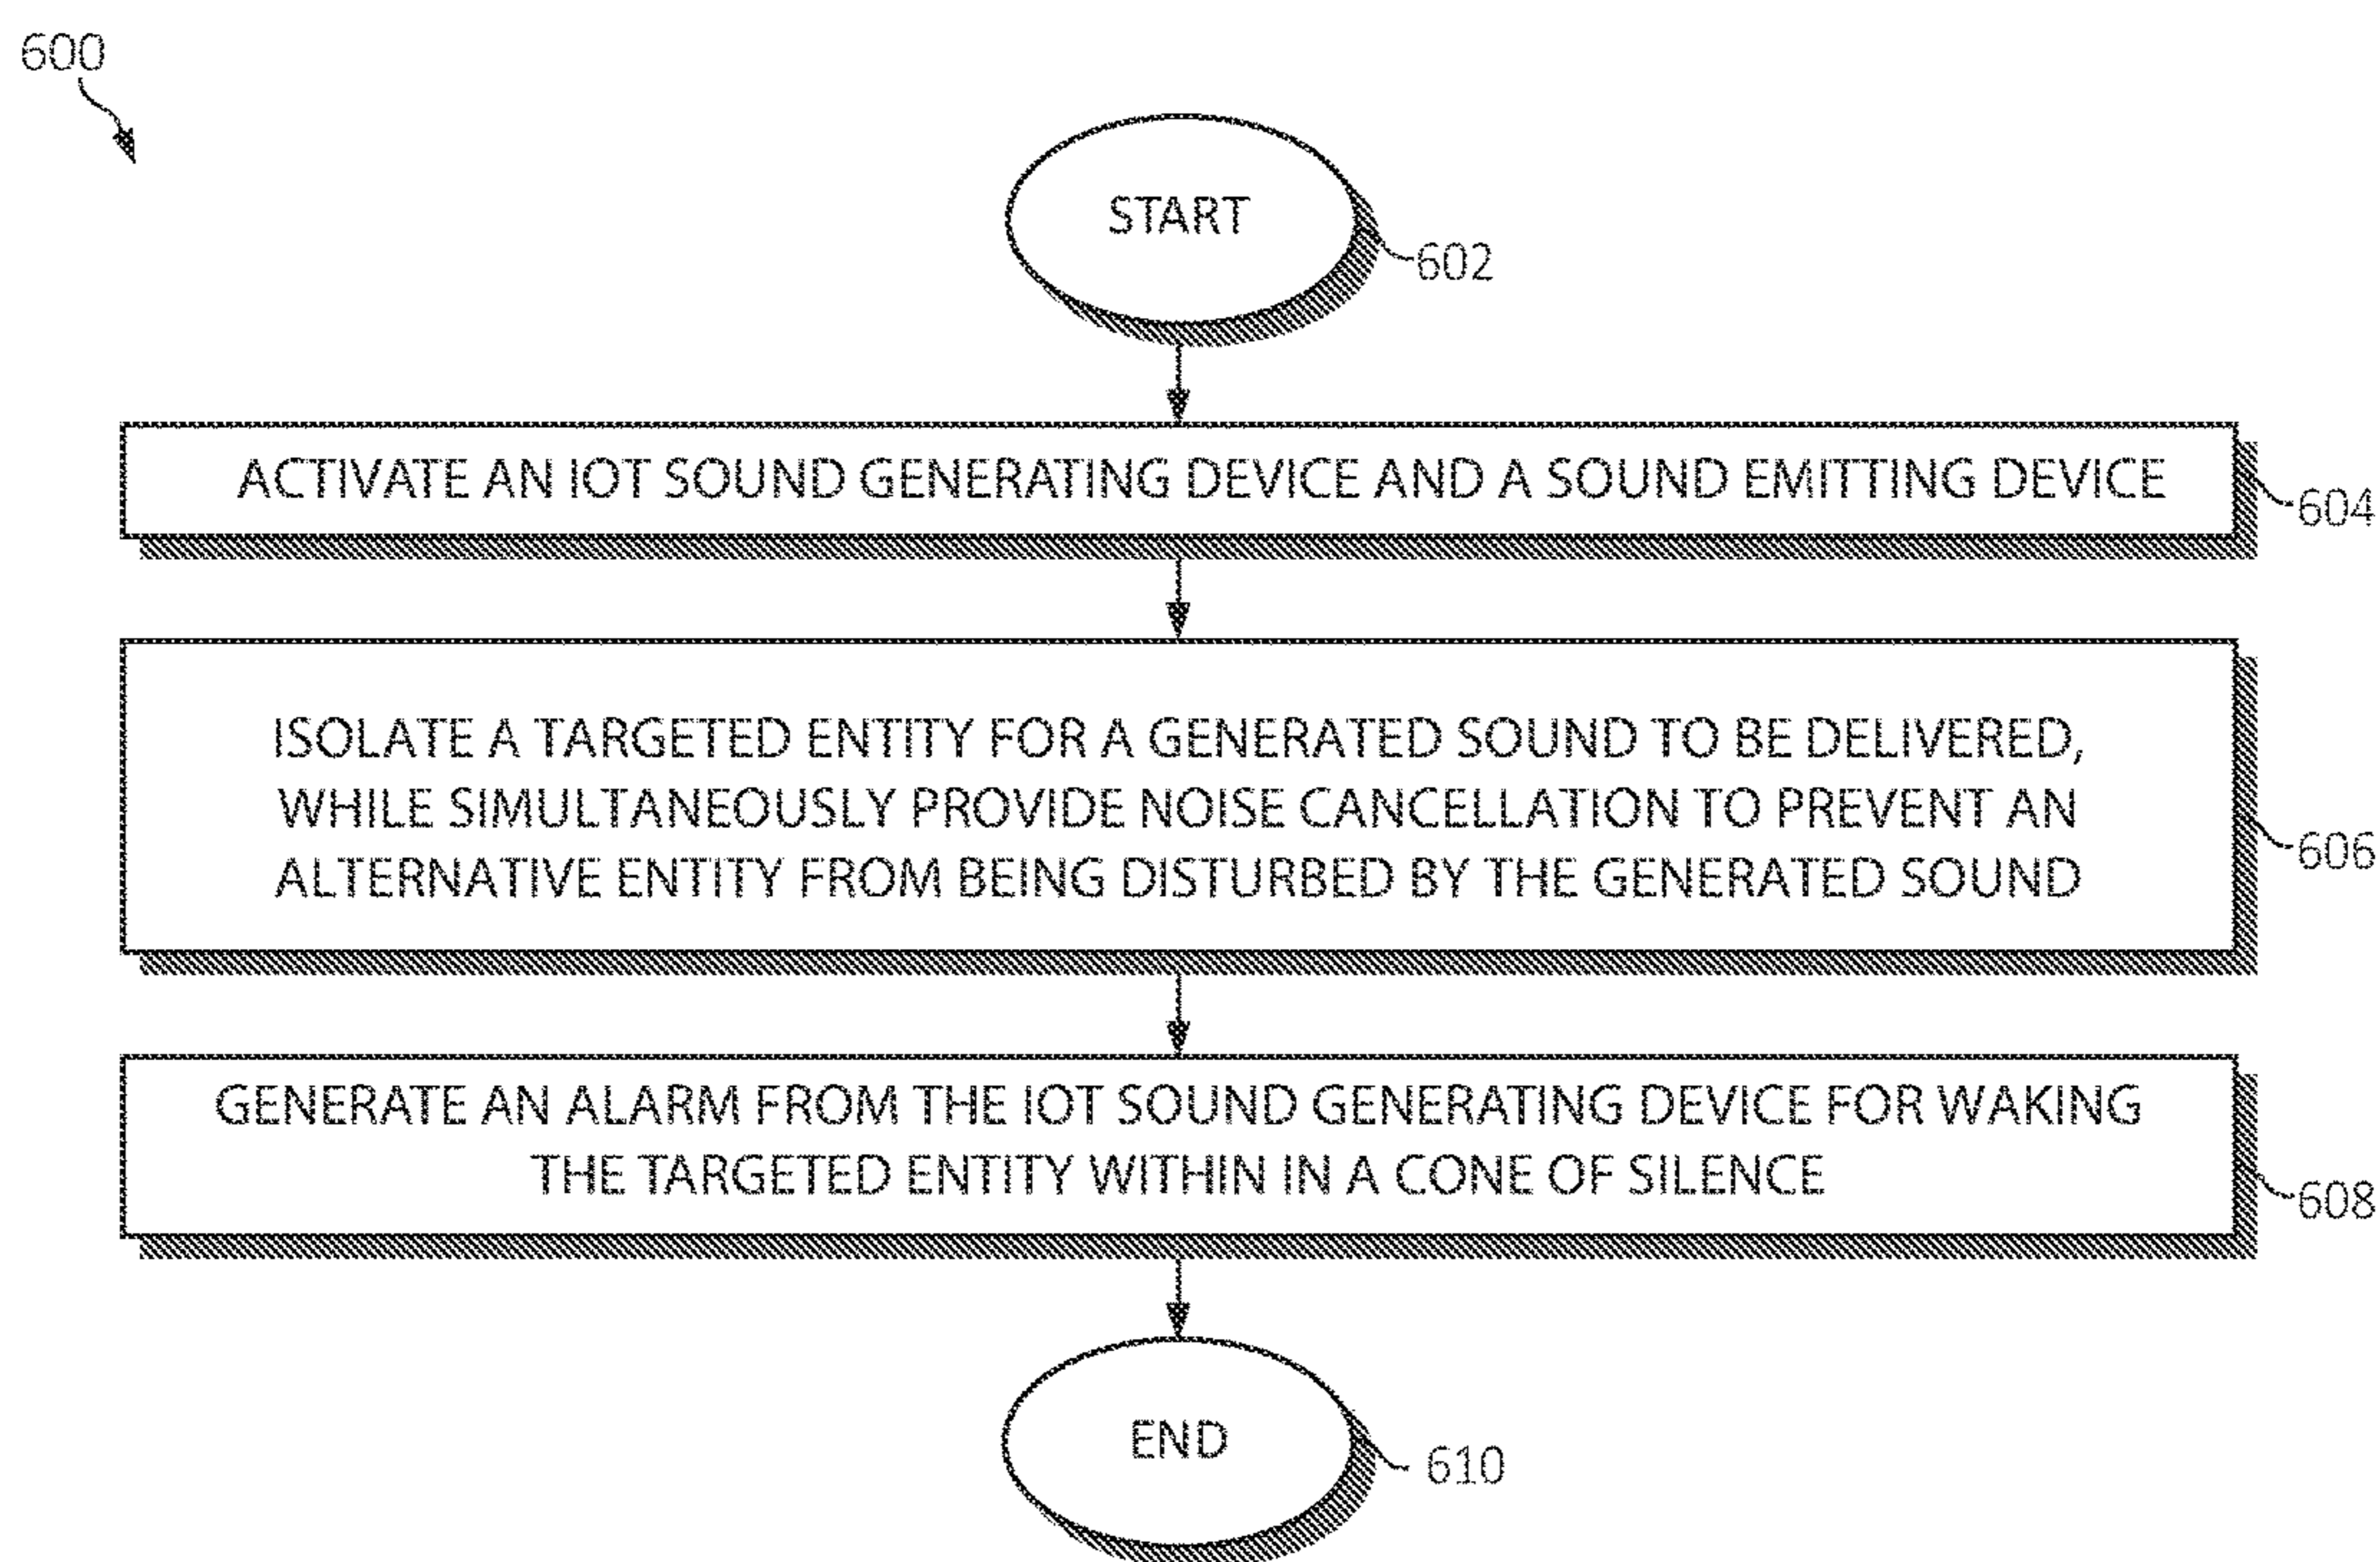 600
START
602
ACTIVATE AN IOT SOUND GENERATING DEVICE AND A SOUND EMITTING DEVICE
604
ISOLATE A TARGETED ENTITY FOR A GENERATED SOUND TO BE DELIVERED,
WHILE SIMULTANEOUSLY PROVIDE NOISE CANCELLATION TO PREVENT AN
ALTERNATIVE ENTITY FROM BEING DISTURBED BY THE GENERATED SOUND
606
GENERATE AN ALARM FROM THE IOT SOUND GENERATING DEVICE FOR WAKING
THE TARGETED ENTITY WITHIN IN A CONE OF SILENCE
608
END
610